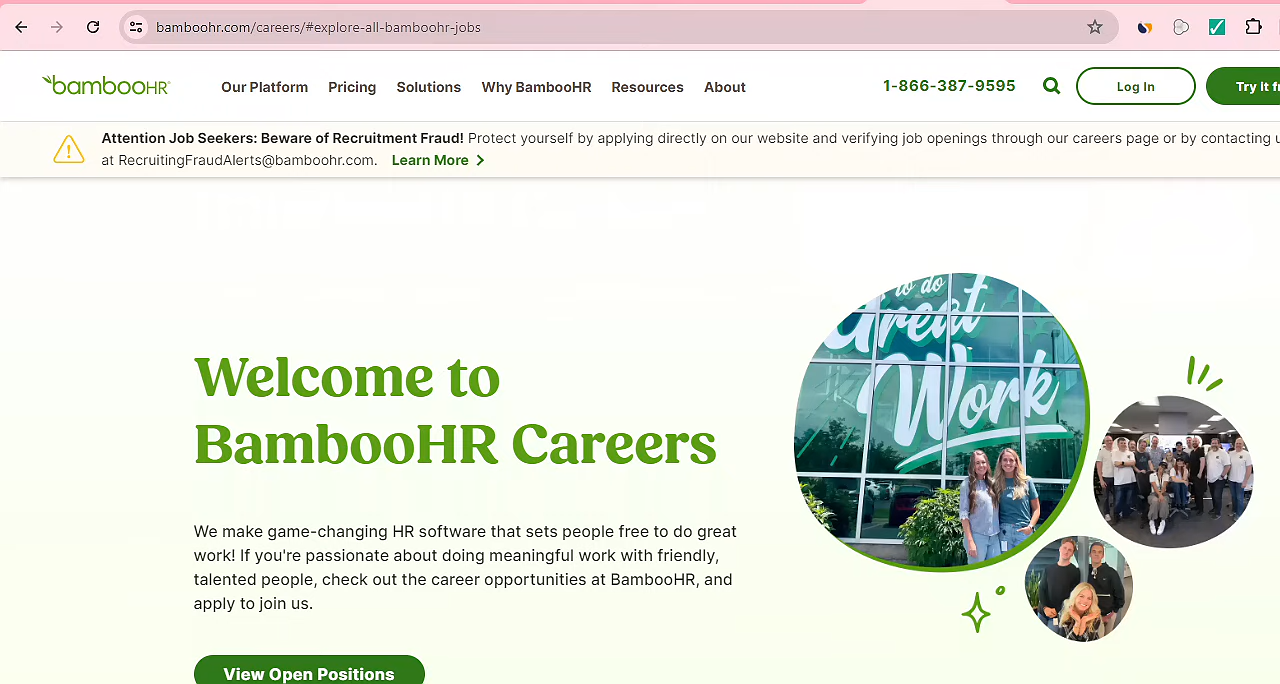 bamboohr.com/careers/#explore-all-bamboohr-jobs
bambooHR
Our Platform Pricing Solutions Why BambooHR Resources About
1-866-387-9595
Log In
Try It
Attention Job Seekers: Beware of Recruitment Fraud! Protect yourself by applying directly on our website and verifying job openings through our careers page or by contacting
at RecruitingFraudAlerts@bamboohr.com. Learn More
to do
Great
Work
Welcome to
BambooHR Careers
We make game-changing HR software that sets people free to do great
work! If you're passionate about doing meaningful work with friendly,
talented people, check out the career opportunities at BambooHR, and
apply to join us.
View Open Positions